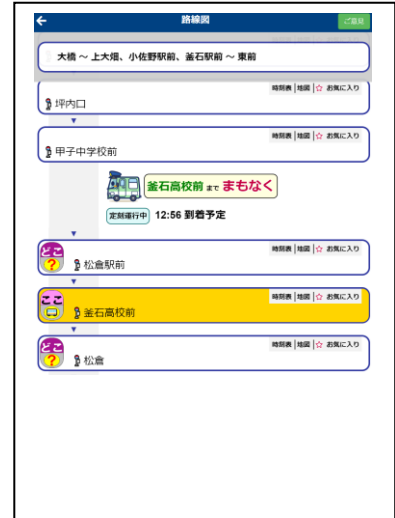 路線図
ご意見
大橋 ～ 上大畑、小佐野駅前、釜石駅前 ～ 東前
時刻表 | 地図 | ☆ お気に入り
坪内口
時刻表 | 地図 | ☆ お気に入り
甲子中学校前
釜石高校前 まで まもなく
定刻運行中 12:56 到着予定
どこ?
時刻表 | 地図 | ☆ お気に入り
松倉駅前
ここ
時刻表 | 地図 | ☆ お気に入り
釜石高校前
どこ?
時刻表 | 地図 | ☆ お気に入り
松倉